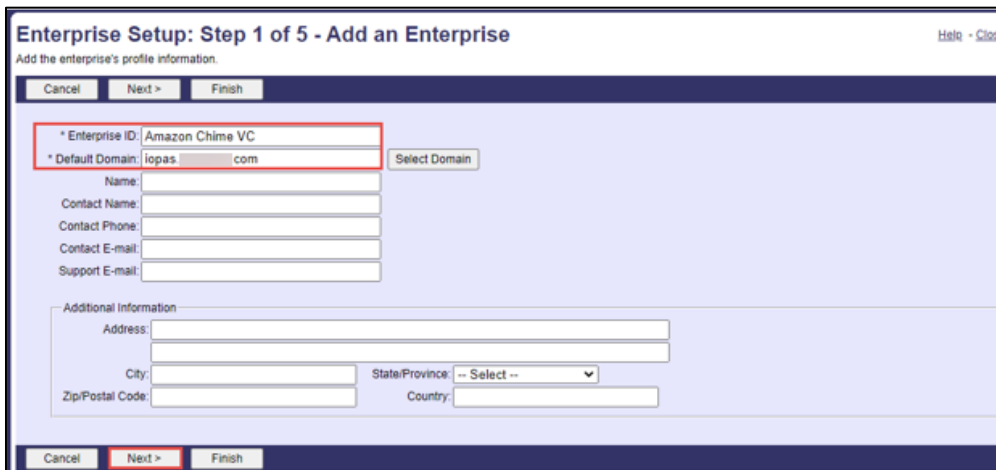 Enterprise Setup: Step 1 of 5 - Add an Enterprise
Help - Clos
Add the enterprise's profile information.
Cancel Next > Finish
* Enterprise ID: Amazon Chime VC
* Default Domain: iopas. com Select Domain
Name:
Contact Name:
Contact Phone:
Contact E-mail:
Support E-mail:
Additional Information
Address:
City: State/Province: -- Select --
Zip/Postal Code: Country:
Cancel Next > Finish